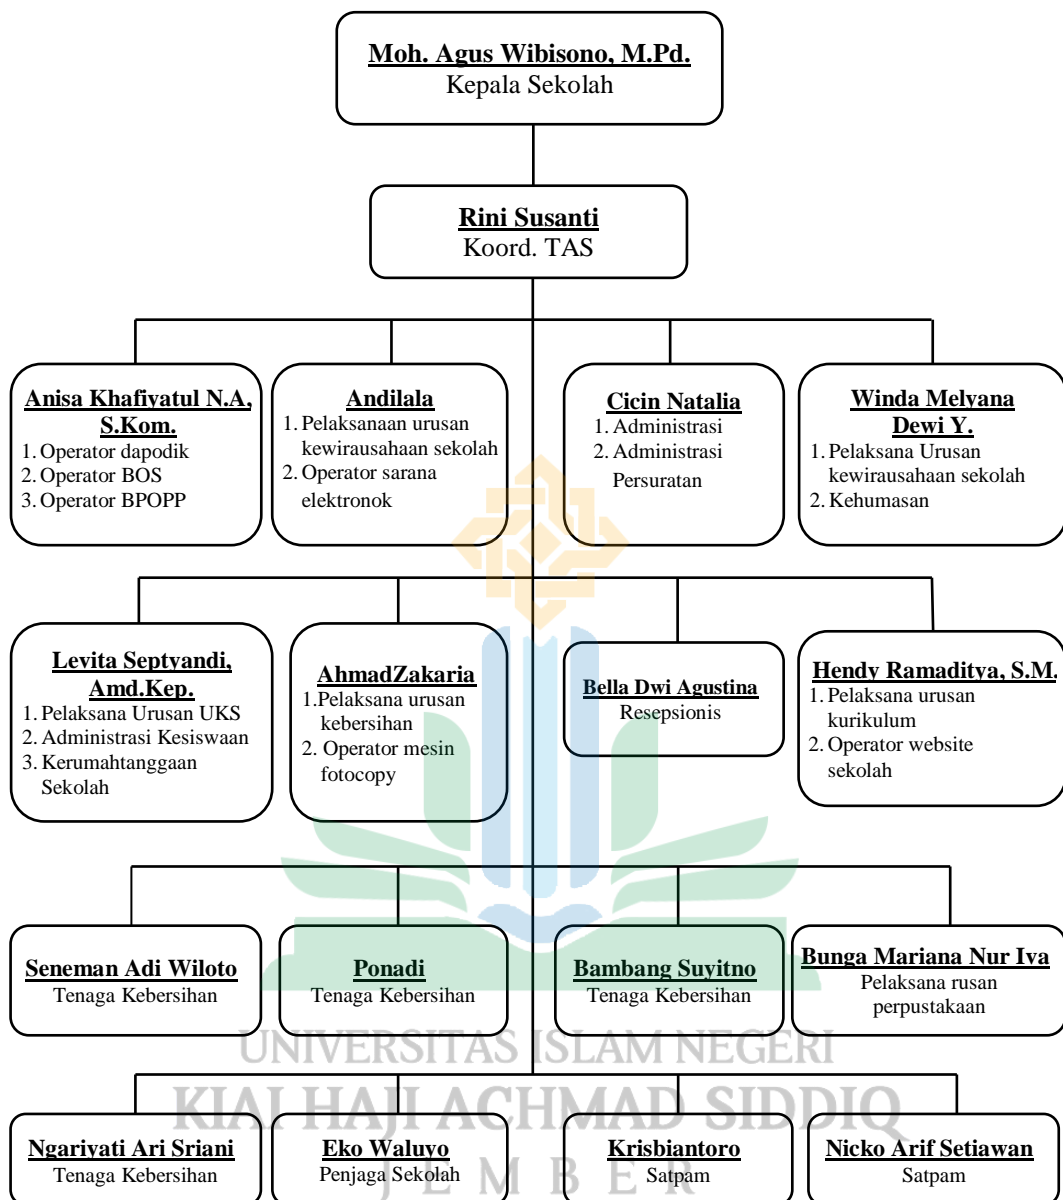 Moh. Agus Wibisono, M.Pd.
Kepala Sekolah
Rini Susanti
Koord. TAS
Anisa Khafiyatul N.A,
S.Kom.
1. Operator dapodik
2. Operator BOS
3. Operator BPOPP
Andilala
1. Pelaksanaan urusan
kewirausahaan sekolah
2. Operator sarana
elektronok
Cicin Natalia
1. Administrasi
2. Administrasi
Persuratan
Winda Melyana
Dewi Y.
1. Pelaksana Urusan
kewirausahaan sekolah
2. Kehumasan
Levita Septyandi,
Amd.Kep.
1. Pelaksana Urusan UKS
2. Administrasi Kesiswaan
3. Kerumahtanggaan
Sekolah
AhmadZakaria
1.Pelaksana urusan
kebersihan
2. Operator mesin
fotocopy
Bella Dwi Agustina
Resepsionis
Hendy Ramaditya, S.M.
1. Pelaksana urusan
kurikulum
2. Operator website
sekolah
Seneman Adi Wiloto
Tenaga Kebersihan
Ponadi
Tenaga Kebersihan
Bambang Suyitno
Tenaga Kebersihan
Bunga Mariana Nur Iva
Pelaksana rusan
perpustakaan
UNIVERSITAS ISLAM NEGERI
KIAI HAJI ACHMAD SIDDIQ
JEMBER
Ngariyati Ari Sriani
Tenaga Kebersihan
Eko Waluyo
Penjaga Sekolah
Krisbiantoro
Satpam
Nicko Arif Setiawan
Satpam